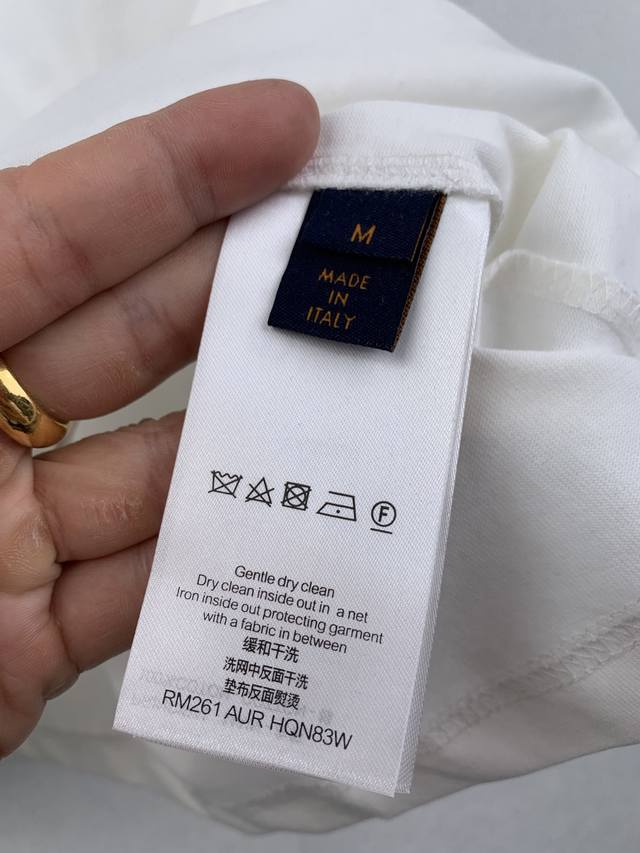 M
MADE
IN
ITALY
F
Gentle dry clean
Dry clean inside out in a net
Iron inside out protecting garment
with a fabric in between
缓和干洗
洗网中反面干洗
垫布反面熨烫
RM261 AUR HQN83W